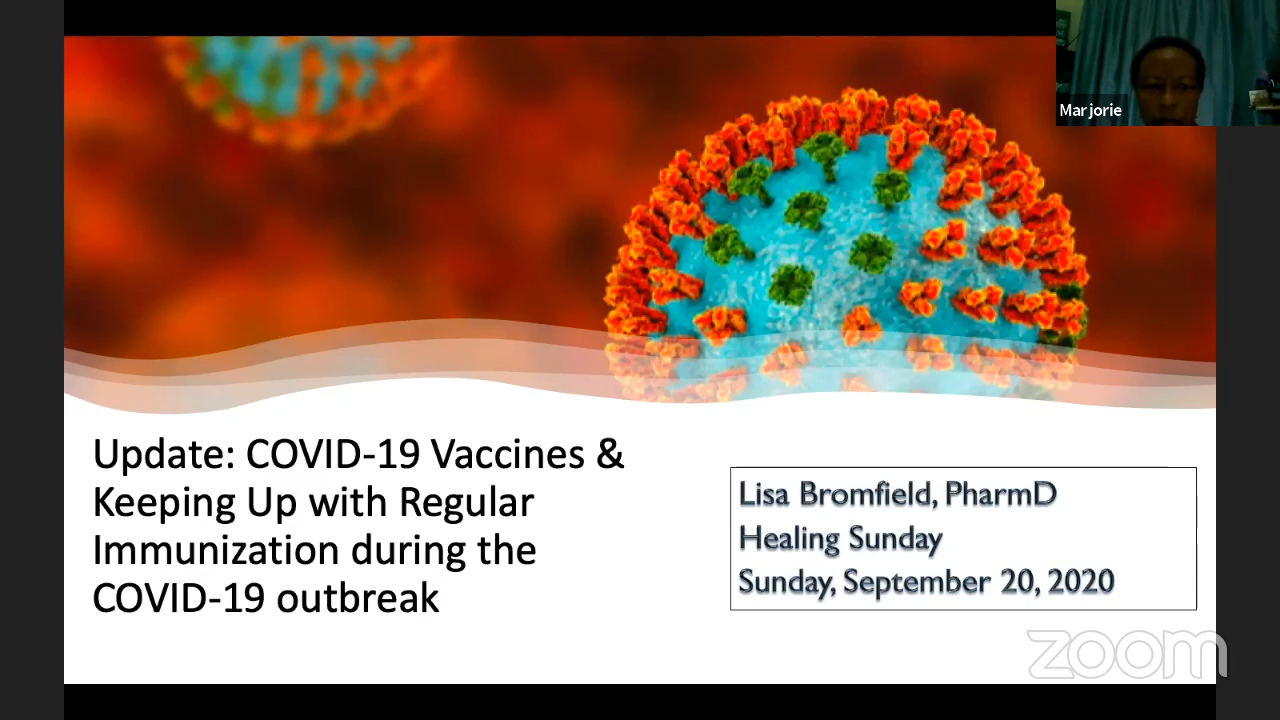 Marjorie
Update: COVID-19 Vaccines &
Keeping Up with Regular
Immunization during the
COVID-19 outbreak
Lisa Bromfield, PharmD
Healing Sunday
Sunday, September 20, 2020
zoom